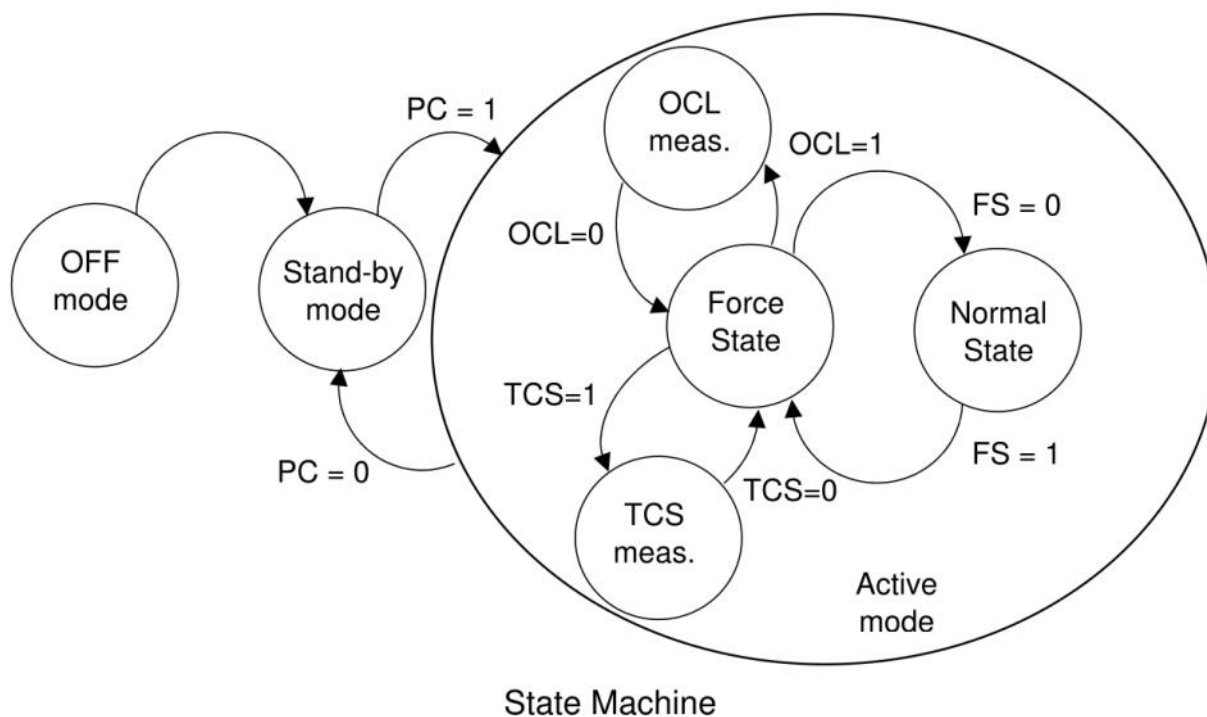 PC = 1
OCL
meas.
OCL=1
FS = 0
OCL=0
OFF
mode
Stand-by
mode
Force
State
Normal
State
TCS=1
PC = 0
TCS=0
FS = 1
TCS
meas.
Active
mode
State Machine